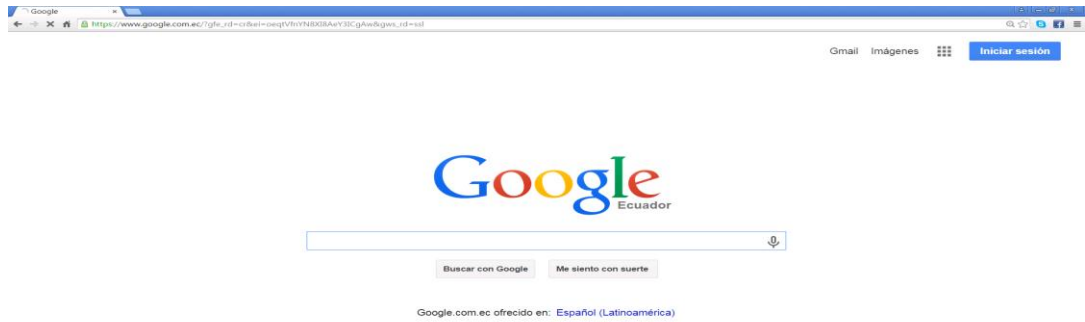 Google
https://www.google.com.ec/?gfe_rd=cr&ei=oeqtVfnYN8XI8AeY3ICgAw&gws_rd=ssl
Gmail Imágenes Iniciar sesión
Google
Ecuador
Buscar con Google Me siento con suerte
Google.com.ec ofrecido en: Español (Latinoamérica)